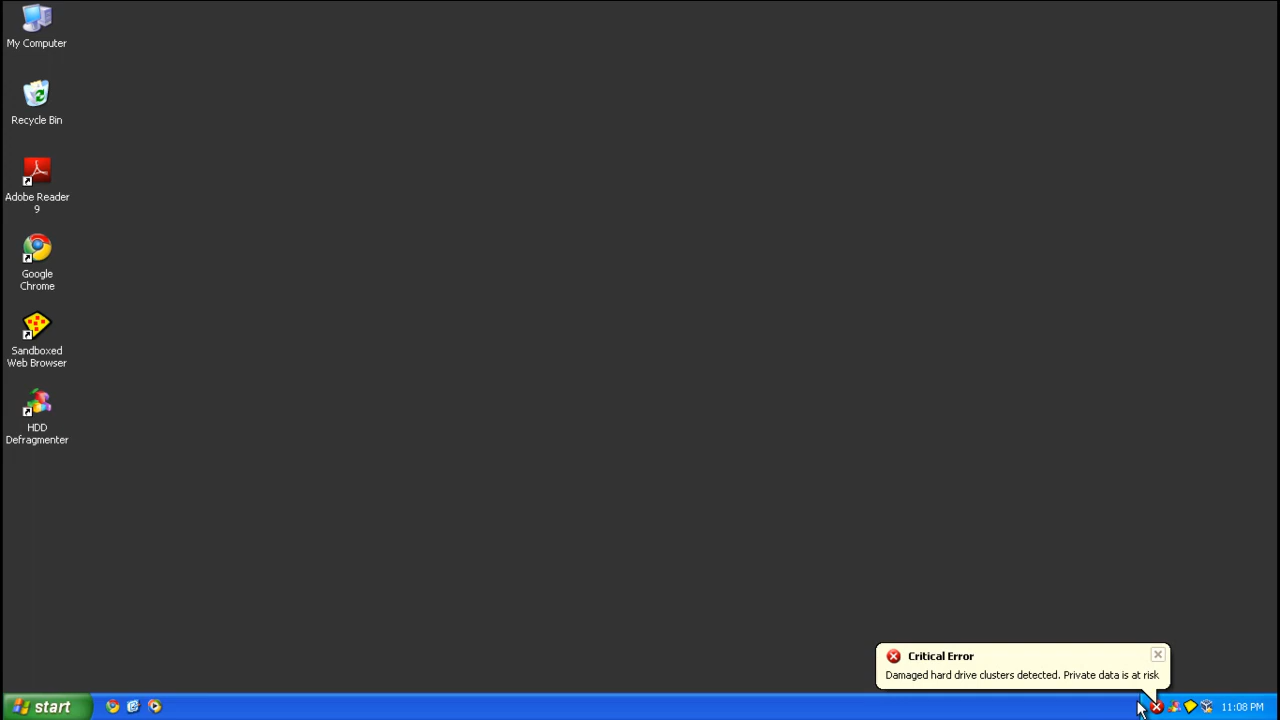 My Computer
Recycle Bin
Adobe Reader
9
Google
Chrome
Sandboxed
Web Browser
HDD
Defragmenter
Critical Error
Damaged hard drive clusters detected. Private data is at risk
start
11:08 PM